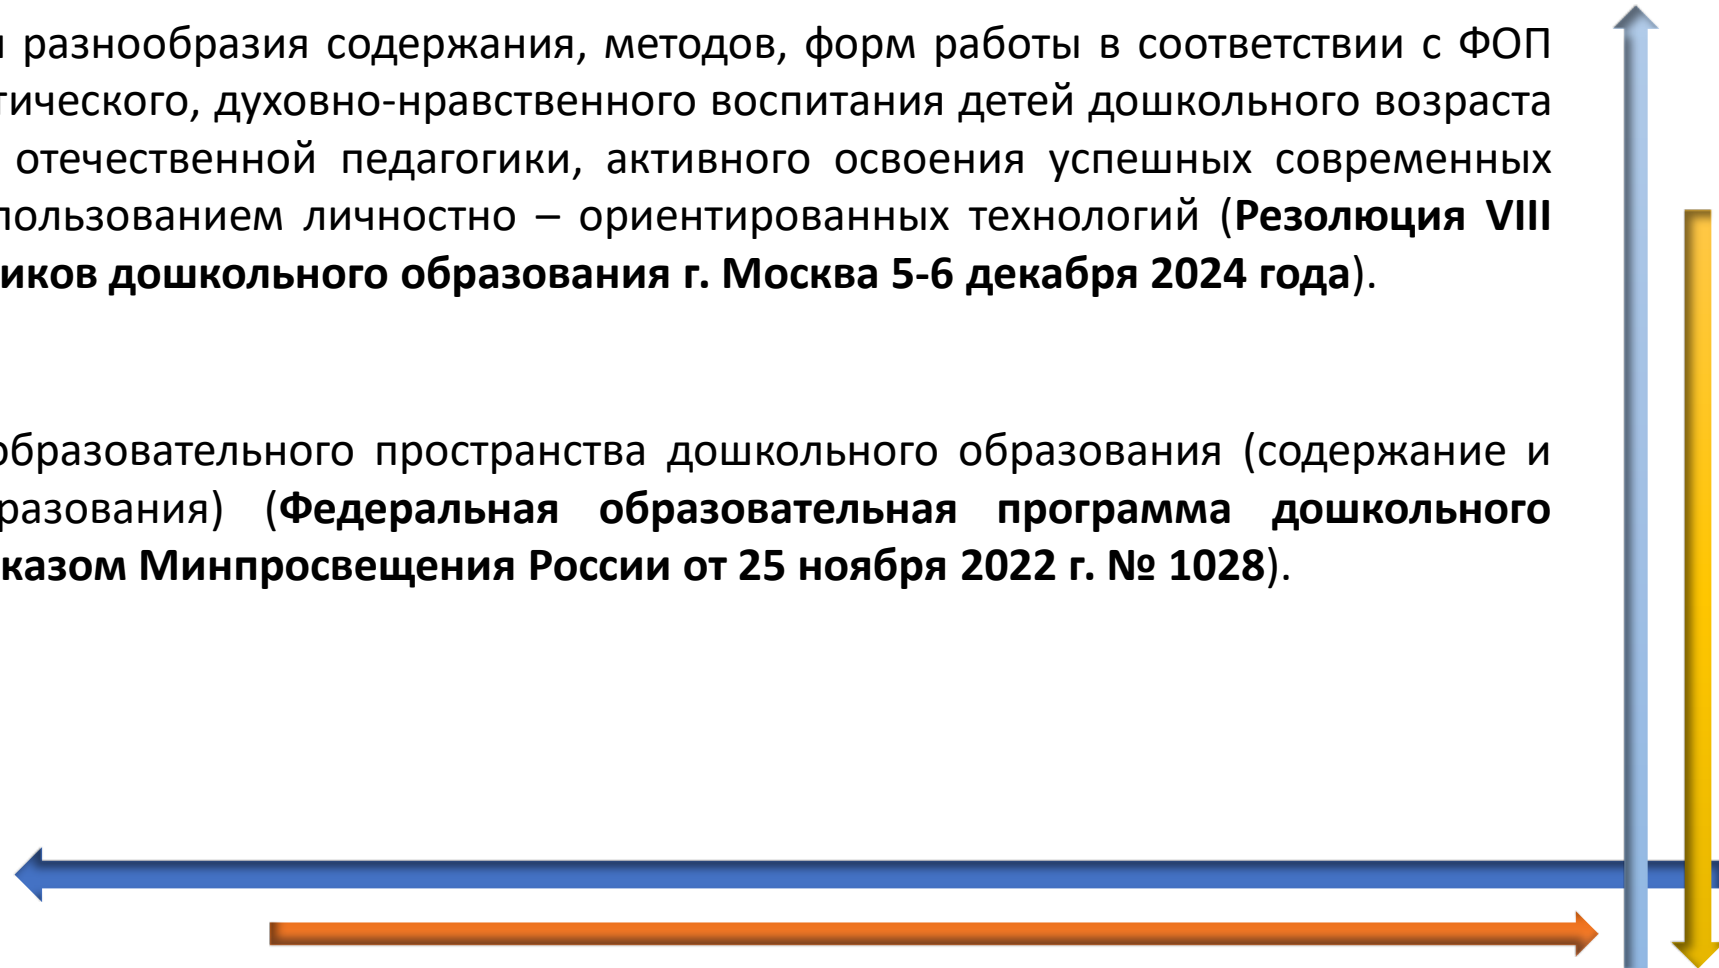 разнообразия содержания, методов, форм работы в соответствии с ФОП
тического, духовно-нравственного воспитания детей дошкольного возраста
отечественной педагогики, активного освоения успешных современных
пользованием личностно – ориентированных технологий (Резолюция VIII
иков дошкольного образования г. Москва 5-6 декабря 2024 года).
образовательного пространства дошкольного образования (содержание и
разования) (Федеральная образовательная программа дошкольного
казом Минпросвещения России от 25 ноября 2022 г. № 1028).